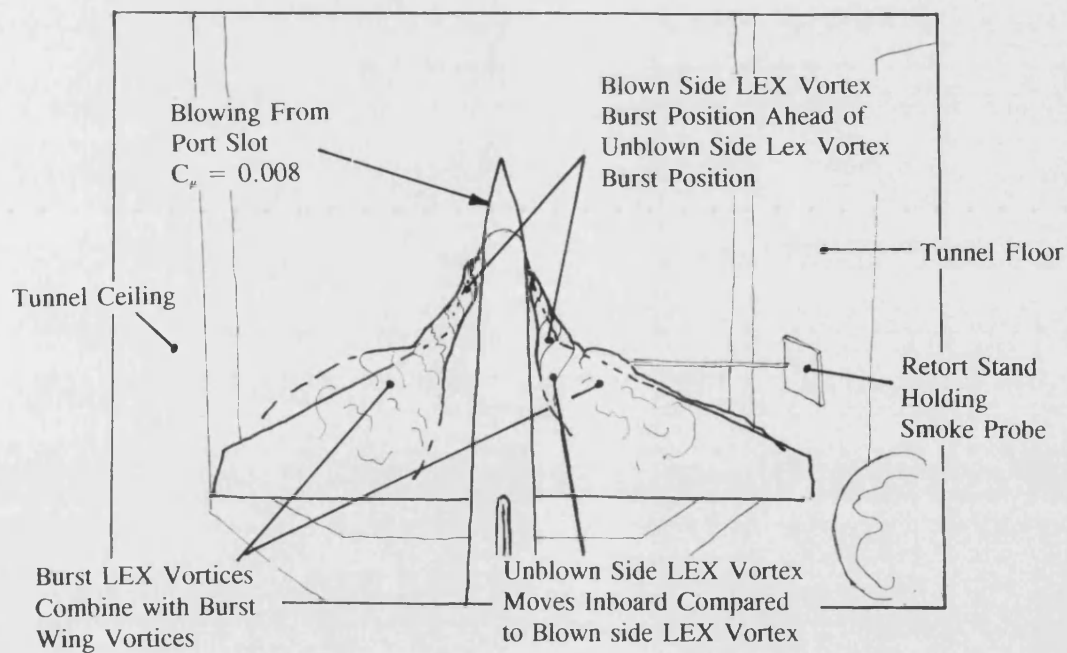 Blowing From
Port Slot
C_μ = 0.008
Blown Side LEX Vortex
Burst Position Ahead of
Unblown Side Lex Vortex
Burst Position
Tunnel Floor
Tunnel Ceiling
Retort Stand
Holding
Smoke Probe
Burst LEX Vortices
Combine with Burst
Wing Vortices
Unblown Side LEX Vortex
Moves Inboard Compared
to Blown side LEX Vortex